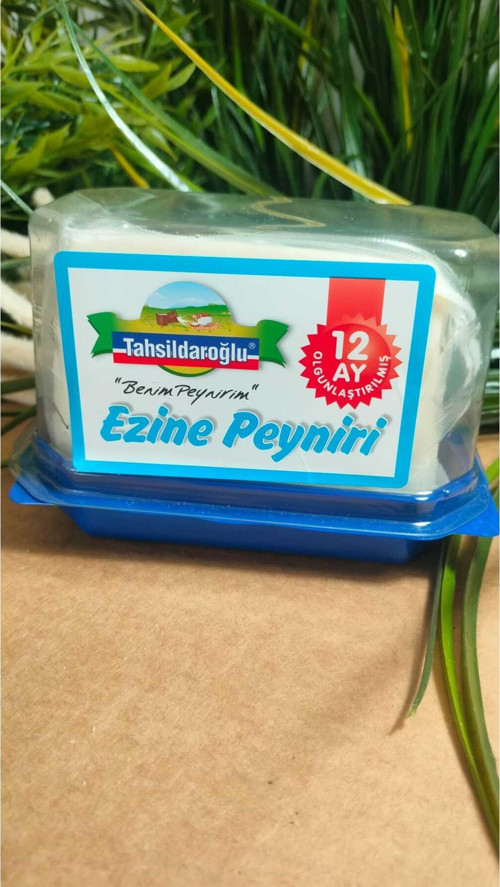 Tahsildaroğlu®
"Benim Peynirim"
Ezine Peyniri
12
AY
OLGUNLAŞTIRILMIŞ